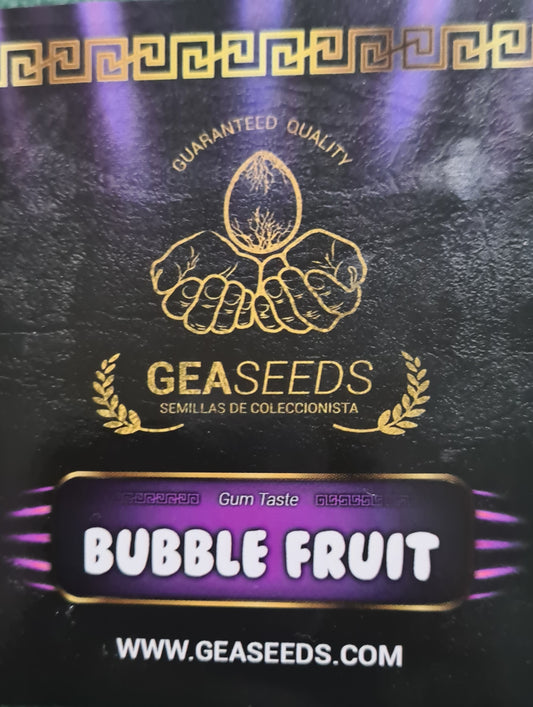 GUARANTEED QUALITY
GEASEEDS
SEMILLAS DE COLECCIONISTA
Gum Taste
BUBBLE FRUIT
WWW.GEASEEDS.COM